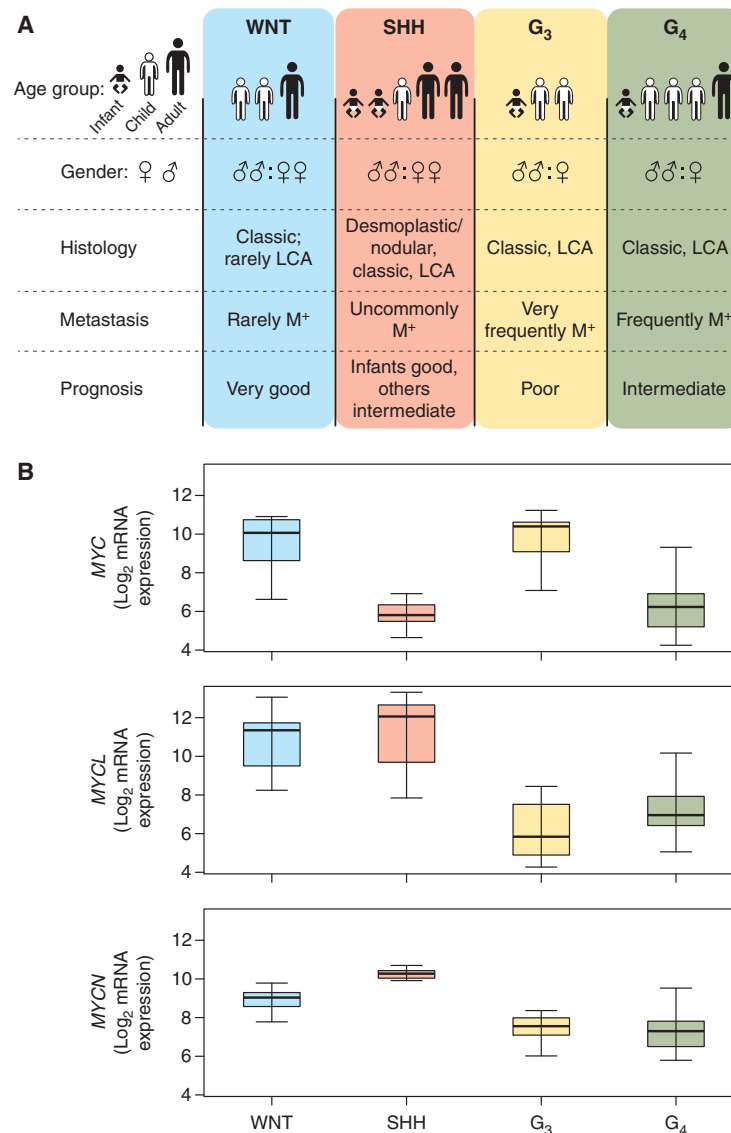 A
WNT
SHH
G3
G4
Age group:
Infant
Child
Adult
Gender: ♀ ♂
♂♂:♀♀
♂♂:♀♀
♂♂:♀
♂♂:♀
Histology
Classic;
rarely LCA
Desmoplastic/
nodular,
classic, LCA
Classic, LCA
Classic, LCA
Metastasis
Rarely M+
Uncommonly
M+
Very
frequently M+
Frequently M+
Prognosis
Very good
Infants good,
others
intermediate
Poor
Intermediate
B
MYC
(Log2 mRNA
expression)
12
10
8
6
4
MYCL
(Log2 mRNA
expression)
12
10
8
6
4
MYCN
(Log2 mRNA
expression)
12
10
8
6
4
WNT
SHH
G3
G4